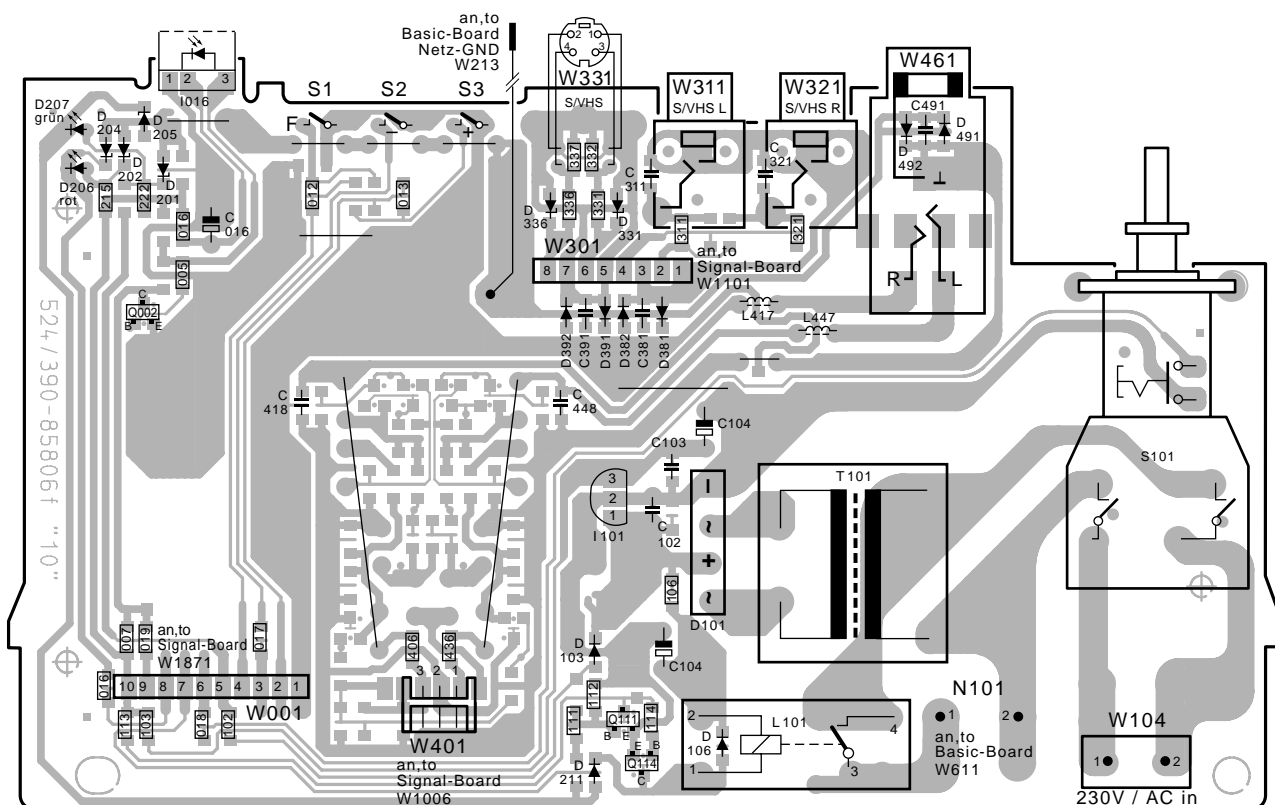 an,to
Basic-Board
Netz-GND
W213
2 1
4 3
W331
S/VHS
W311
S/VHS L
W321
S/VHS R
W461
1 2 3
I016
S1
S2
S3
F
−
+
D207
grün
D
204
D
205
D
202
D
201
D206
rot
215
222
016
C
016
005
C
Q002
B E
012
013
337
332
336
331
D
336
D
331
C
311
C
321
311
321
C491
D
491
D
492
R
L
W301
8 7 6 5 4 3 2 1
an,to
Signal-Board
W1101
D392
C391
D391
D382
C381
D381
L417
L447
524/390-85806f "10"
C
418
C
448
C104
C103
3
2
1
I101
C
102
106
−
~
+
~
D101
T101
S101
007
019
017
an,to
Signal-Board
W1871
016
10 9 8 7 6 5 4 3 2 1
W001
113
103
018
102
406
436
3 2 1
W401
an,to
Signal-Board
W1006
D
103
C104
112
111
Q111
B E
114
E B
Q114
C
D
211
2
1
D
106
L101
4
3
N101
1
2
an,to
Basic-Board
W611
W104
1 2
230V / AC in